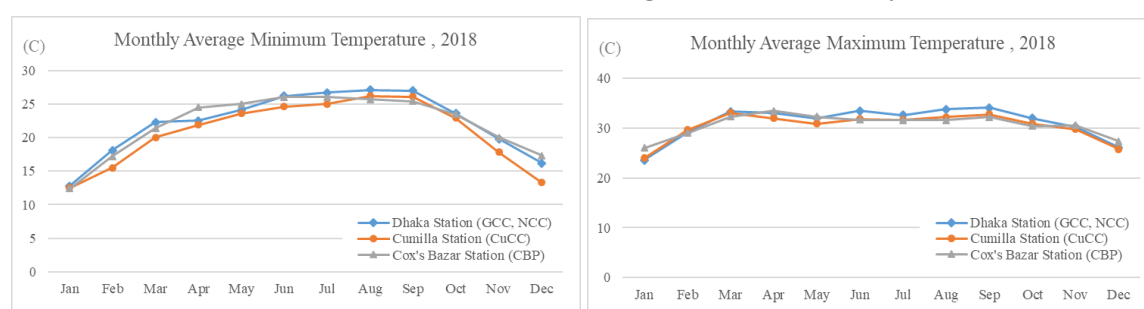 (C)
Monthly Average Minimum Temperature , 2018
30
25
20
15
10
5
0
Dhaka Station (GCC, NCC)
Cumilla Station (CuCC)
Cox's Bazar Station (CBP)
Jan Feb Mar Apr May Jun Jul Aug Sep Oct Nov Dec
(C)
Monthly Average Maximum Temperature , 2018
40
30
20
10
0
Dhaka Station (GCC, NCC)
Cumilla Station (CuCC)
Cox's Bazar Station (CBP)
Jan Feb Mar Apr May Jun Jul Aug Sep Oct Nov Dec